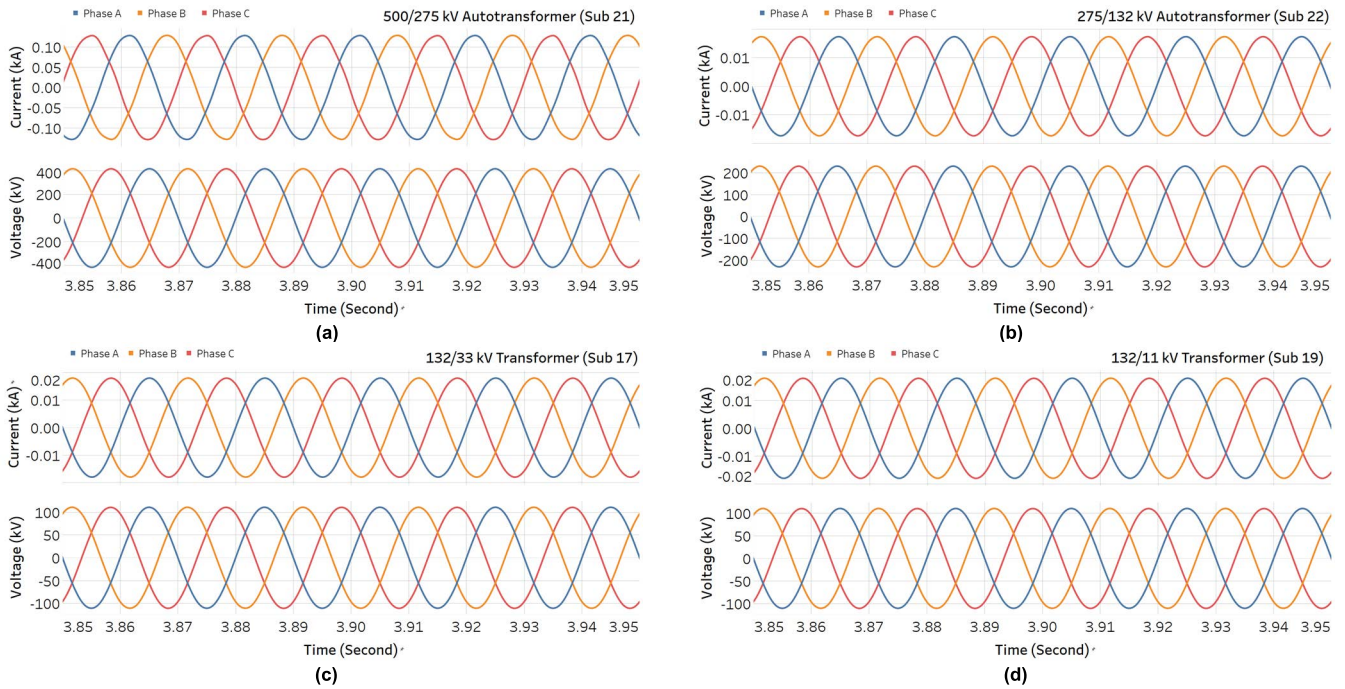 Phase A Phase B Phase C 500/275 kV Autotransformer (Sub 21)
Current (kA)
0.10
0.05
0.00
-0.05
-0.10
Voltage (kV)
400
200
0
-200
-400
3.85 3.86 3.87 3.88 3.89 3.90 3.91 3.92 3.93 3.94 3.95
Time (Second)
(a)
Phase A Phase B Phase C 275/132 kV Autotransformer (Sub 22)
Current (kA)
0.01
0.00
-0.01
Voltage (kV)
200
100
0
-100
-200
3.85 3.86 3.87 3.88 3.89 3.90 3.91 3.92 3.93 3.94 3.95
Time (Second)
(b)
Phase A Phase B Phase C 132/33 kV Transformer (Sub 17)
Current (kA)
0.02
0.01
0.00
-0.01
Voltage (kV)
100
50
0
-50
-100
3.85 3.86 3.87 3.88 3.89 3.90 3.91 3.92 3.93 3.94 3.95
Time (Second)
(c)
Phase A Phase B Phase C 132/11 kV Transformer (Sub 19)
Current (kA)
0.02
0.01
0.00
-0.01
-0.02
Voltage (kV)
100
50
0
-50
-100
3.85 3.86 3.87 3.88 3.89 3.90 3.91 3.92 3.93 3.94 3.95
Time (Second)
(d)